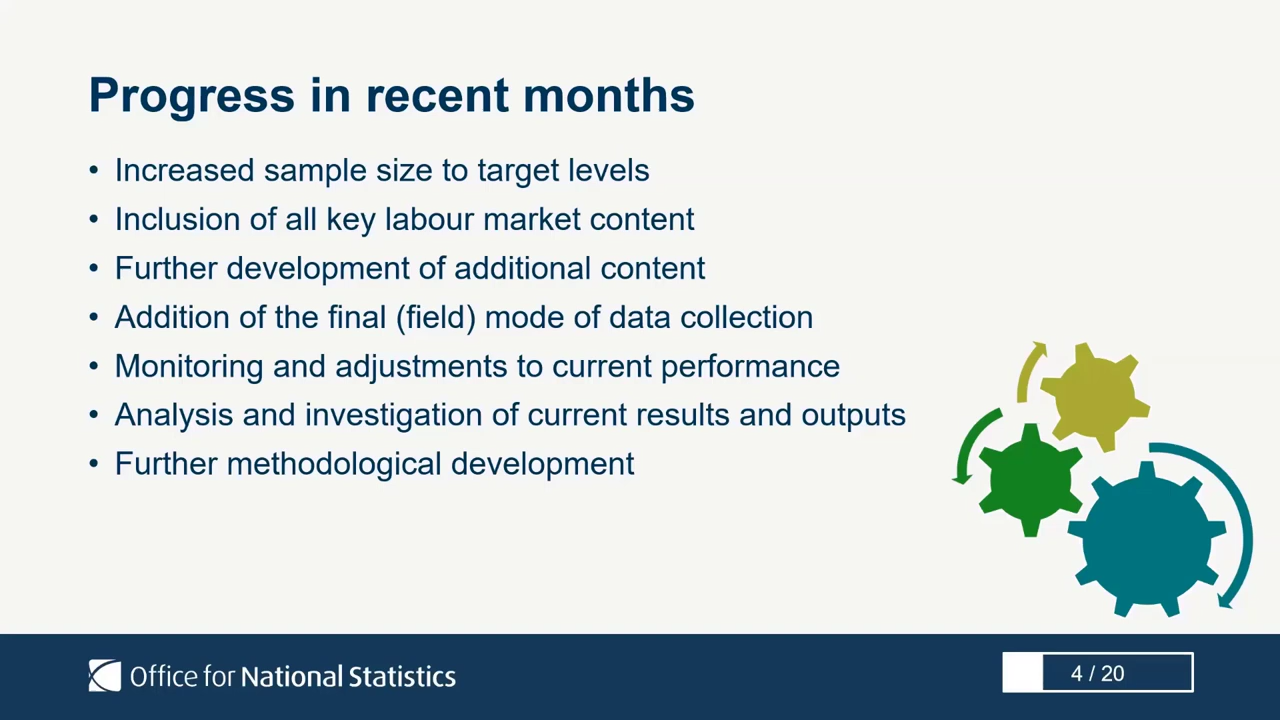 Progress in recent months
• Increased sample size to target levels
• Inclusion of all key labour market content
• Further development of additional content
• Addition of the final (field) mode of data collection
• Monitoring and adjustments to current performance
• Analysis and investigation of current results and outputs
• Further methodological development
Office for National Statistics
4 / 20